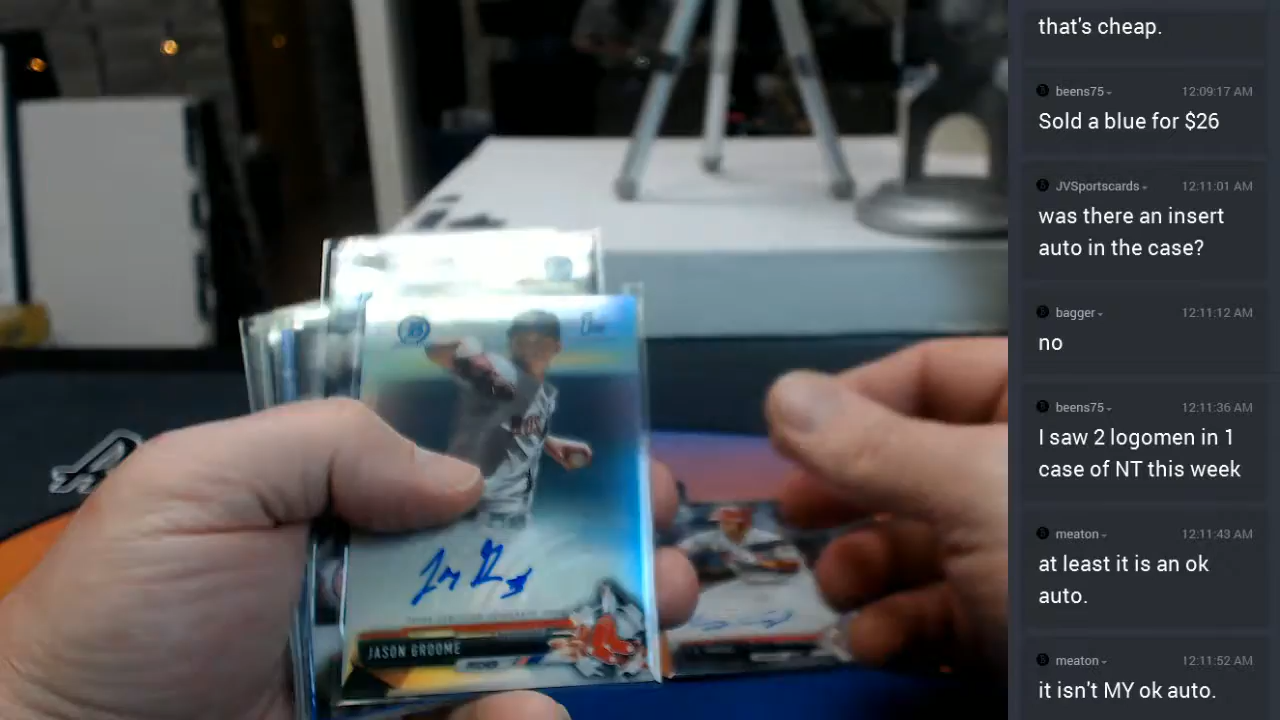 that's cheap.
beens75
12:09:17 AM
Sold a blue for $26
JVSportscards
12:11:01 AM
was there an insert
auto in the case?
bagger
12:11:12 AM
no
beens75
12:11:36 AM
I saw 2 logomen in 1
case of NT this week
meaton
12:11:43 AM
at least it is an ok
auto.
meaton
12:11:52 AM
it isn't MY ok auto.
JASON GROOME